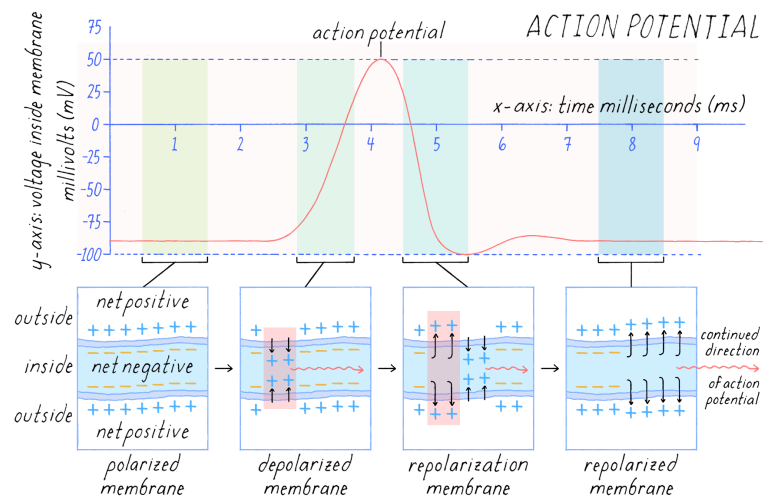 ACTION POTENTIAL
action potential
y-axis: voltage inside membrane
millivolts (mV)
75
50
25
0
-25
-50
-75
-100
x-axis: time milliseconds (ms)
1 2 3 4 5 6 7 8 9
outside
inside
outside
net positive
+ + + + + + +
− − − − − −
net negative
− − − − − −
+ + + + + + +
net positive
polarized
membrane
depolarized
membrane
repolarization
membrane
repolarized
membrane
continued
direction
of action
potential